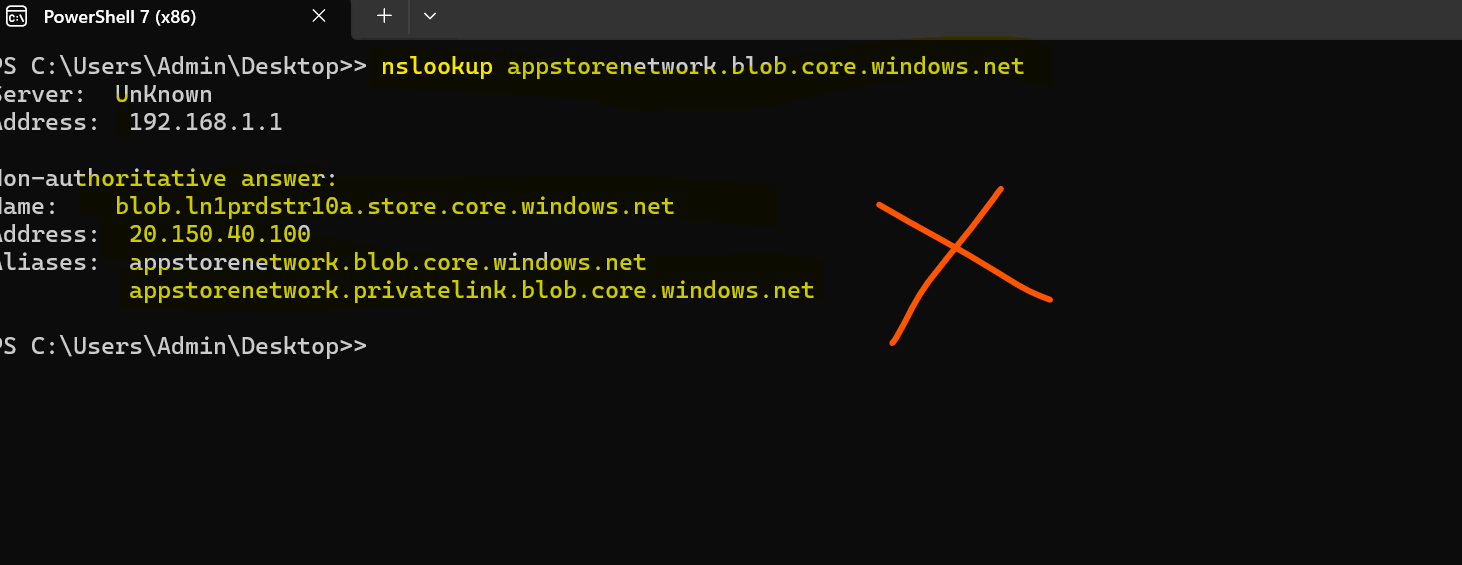 PowerShell 7 (x86)
PS C:\Users\Admin\Desktop>> nslookup appstorenetwork.blob.core.windows.net
Server: UnKnown
Address: 192.168.1.1
Non-authoritative answer:
Name: blob.ln1prdstr10a.store.core.windows.net
Address: 20.150.40.100
Aliases: appstorenetwork.blob.core.windows.net
appstorenetwork.privatelink.blob.core.windows.net
PS C:\Users\Admin\Desktop>>